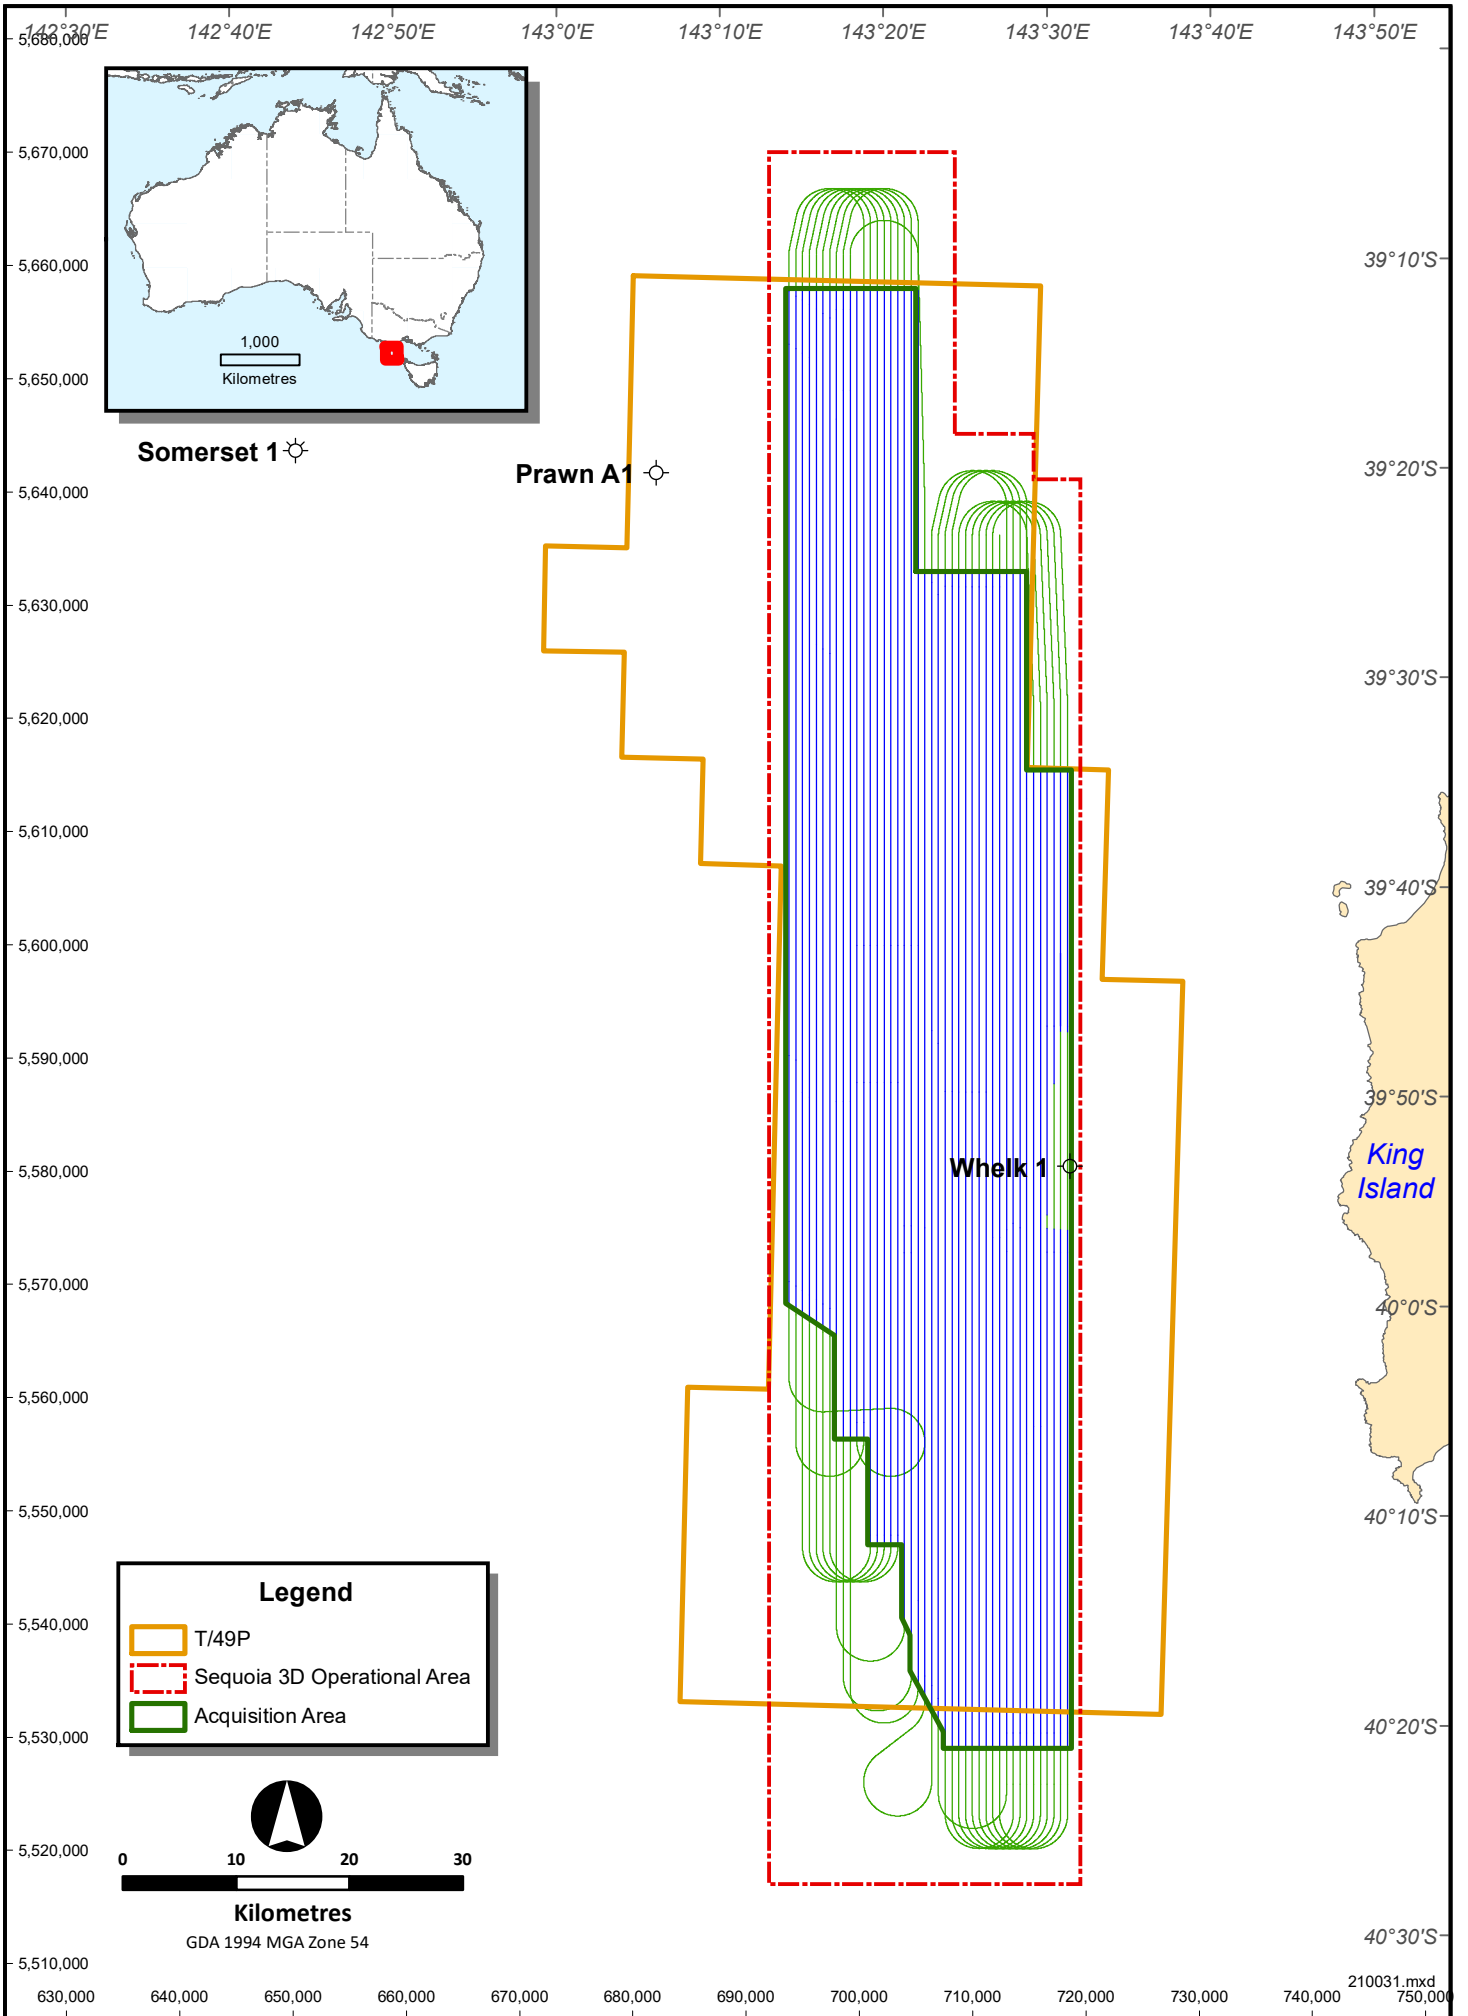 142°30'E 142°40'E 142°50'E 143°0'E 143°10'E 143°20'E 143°30'E 143°40'E 143°50'E
5,680,000
5,670,000
5,660,000
5,650,000
5,640,000
5,630,000
5,620,000
5,610,000
5,600,000
5,590,000
5,580,000
5,570,000
5,560,000
5,550,000
5,540,000
5,530,000
5,520,000
5,510,000
1,000
Kilometres
Somerset 1
Prawn A1
Whelk 1
King
Island
39°10'S
39°20'S
39°30'S
39°40'S
39°50'S
40°0'S
40°10'S
40°20'S
40°30'S
Legend
T/49P
Sequoia 3D Operational Area
Acquisition Area
0 10 20 30
Kilometres
GDA 1994 MGA Zone 54
210031.mxd
630,000 640,000 650,000 660,000 670,000 680,000 690,000 700,000 710,000 720,000 730,000 740,000 750,000